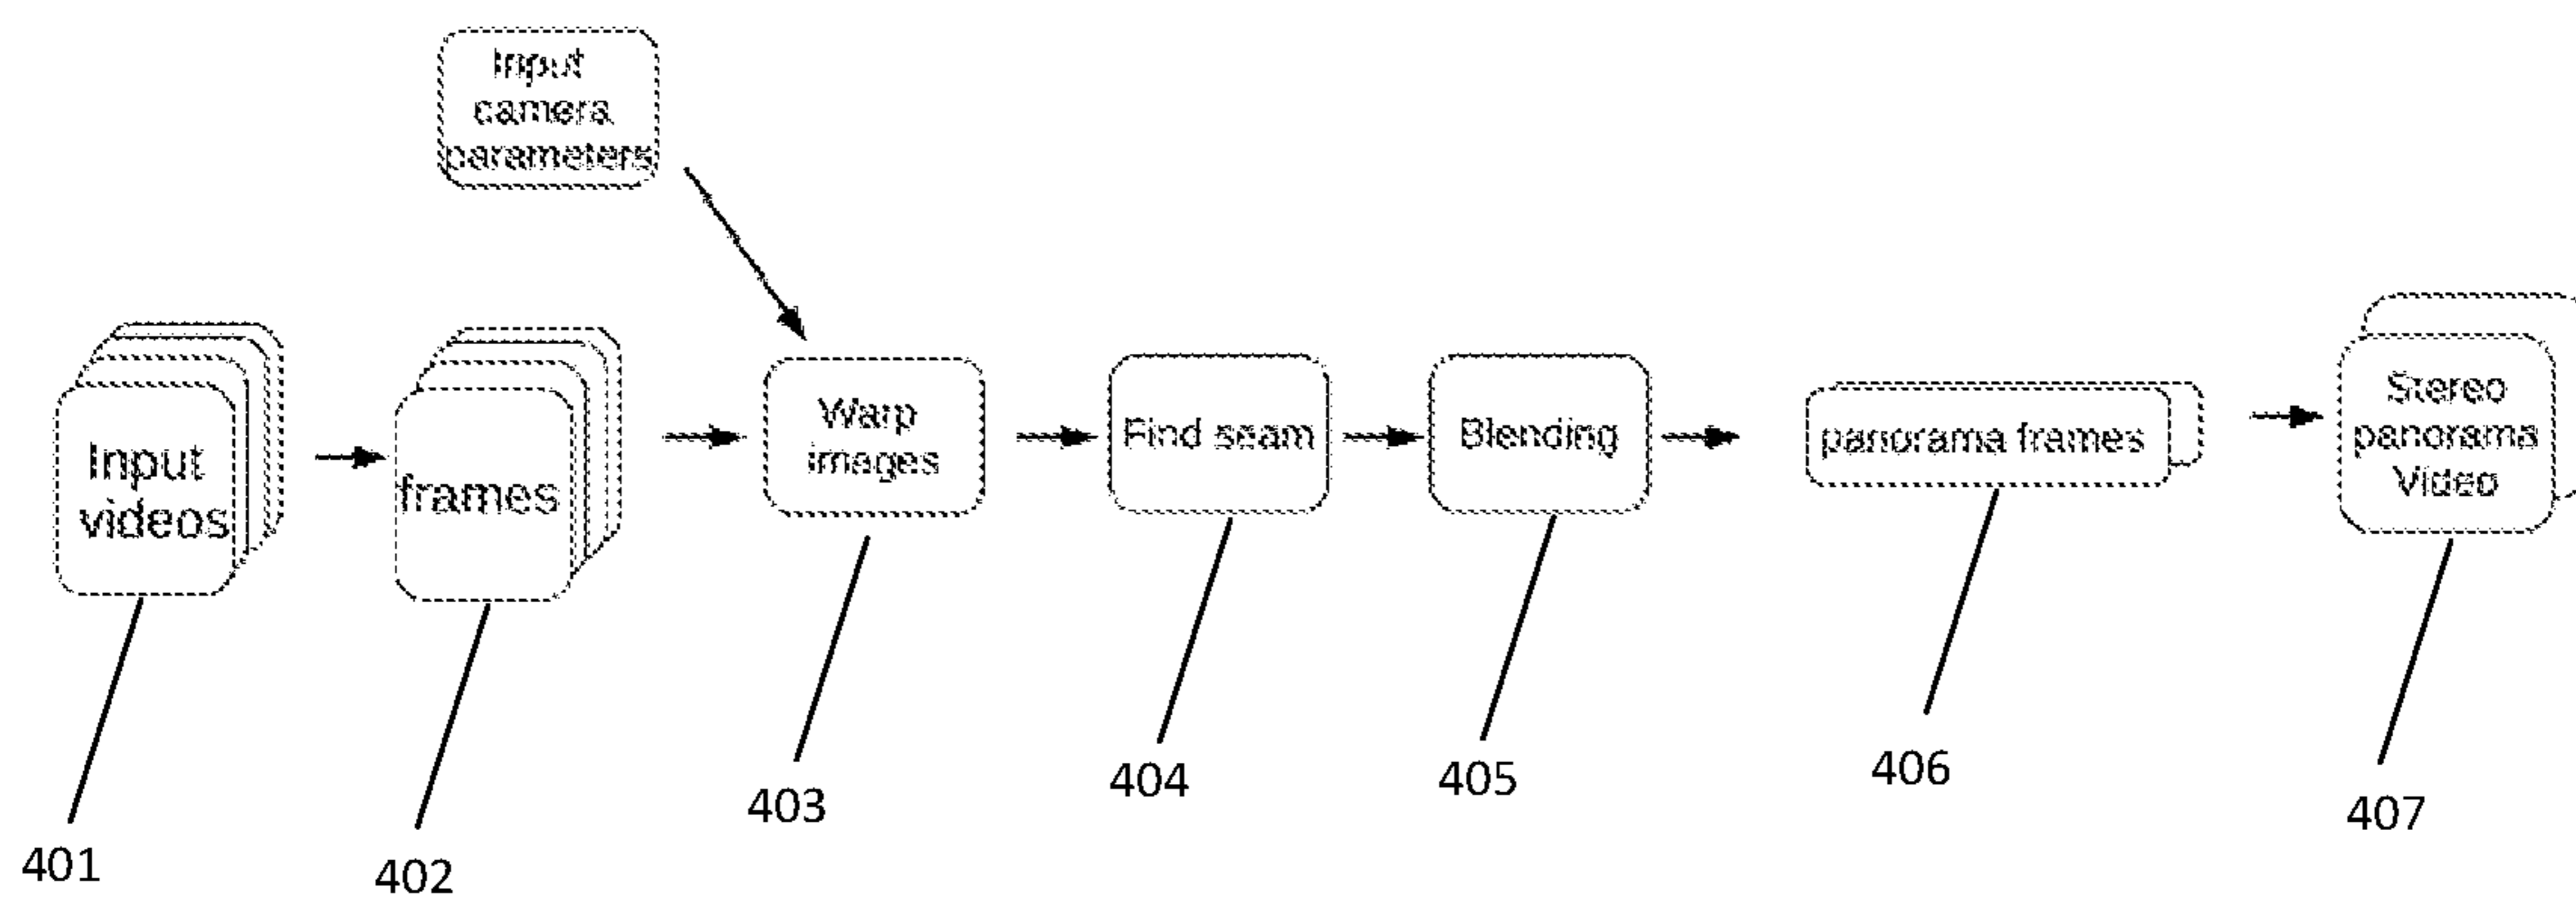 Input
camera
parameters
Input
videos
frames
Warp
images
Find seam
Blending
panorama frames
Stereo
panorama
Video
401
402
403
404
405
406
407